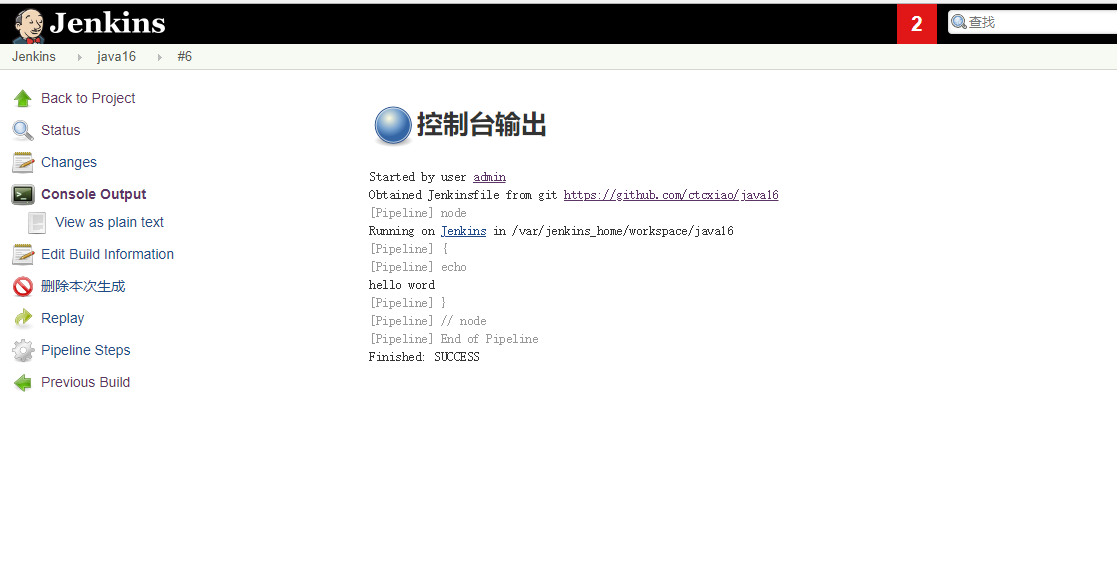 Jenkins
2
查找
Jenkins java16 #6
Back to Project
Status
Changes
Console Output
View as plain text
Edit Build Information
删除本次生成
Replay
Pipeline Steps
Previous Build
控制台输出
Started by user admin
Obtained Jenkinsfile from git https://github.com/ctcxiao/java16
[Pipeline] node
Running on Jenkins in /var/jenkins_home/workspace/java16
[Pipeline] {
[Pipeline] echo
hello word
[Pipeline] }
[Pipeline] // node
[Pipeline] End of Pipeline
Finished: SUCCESS